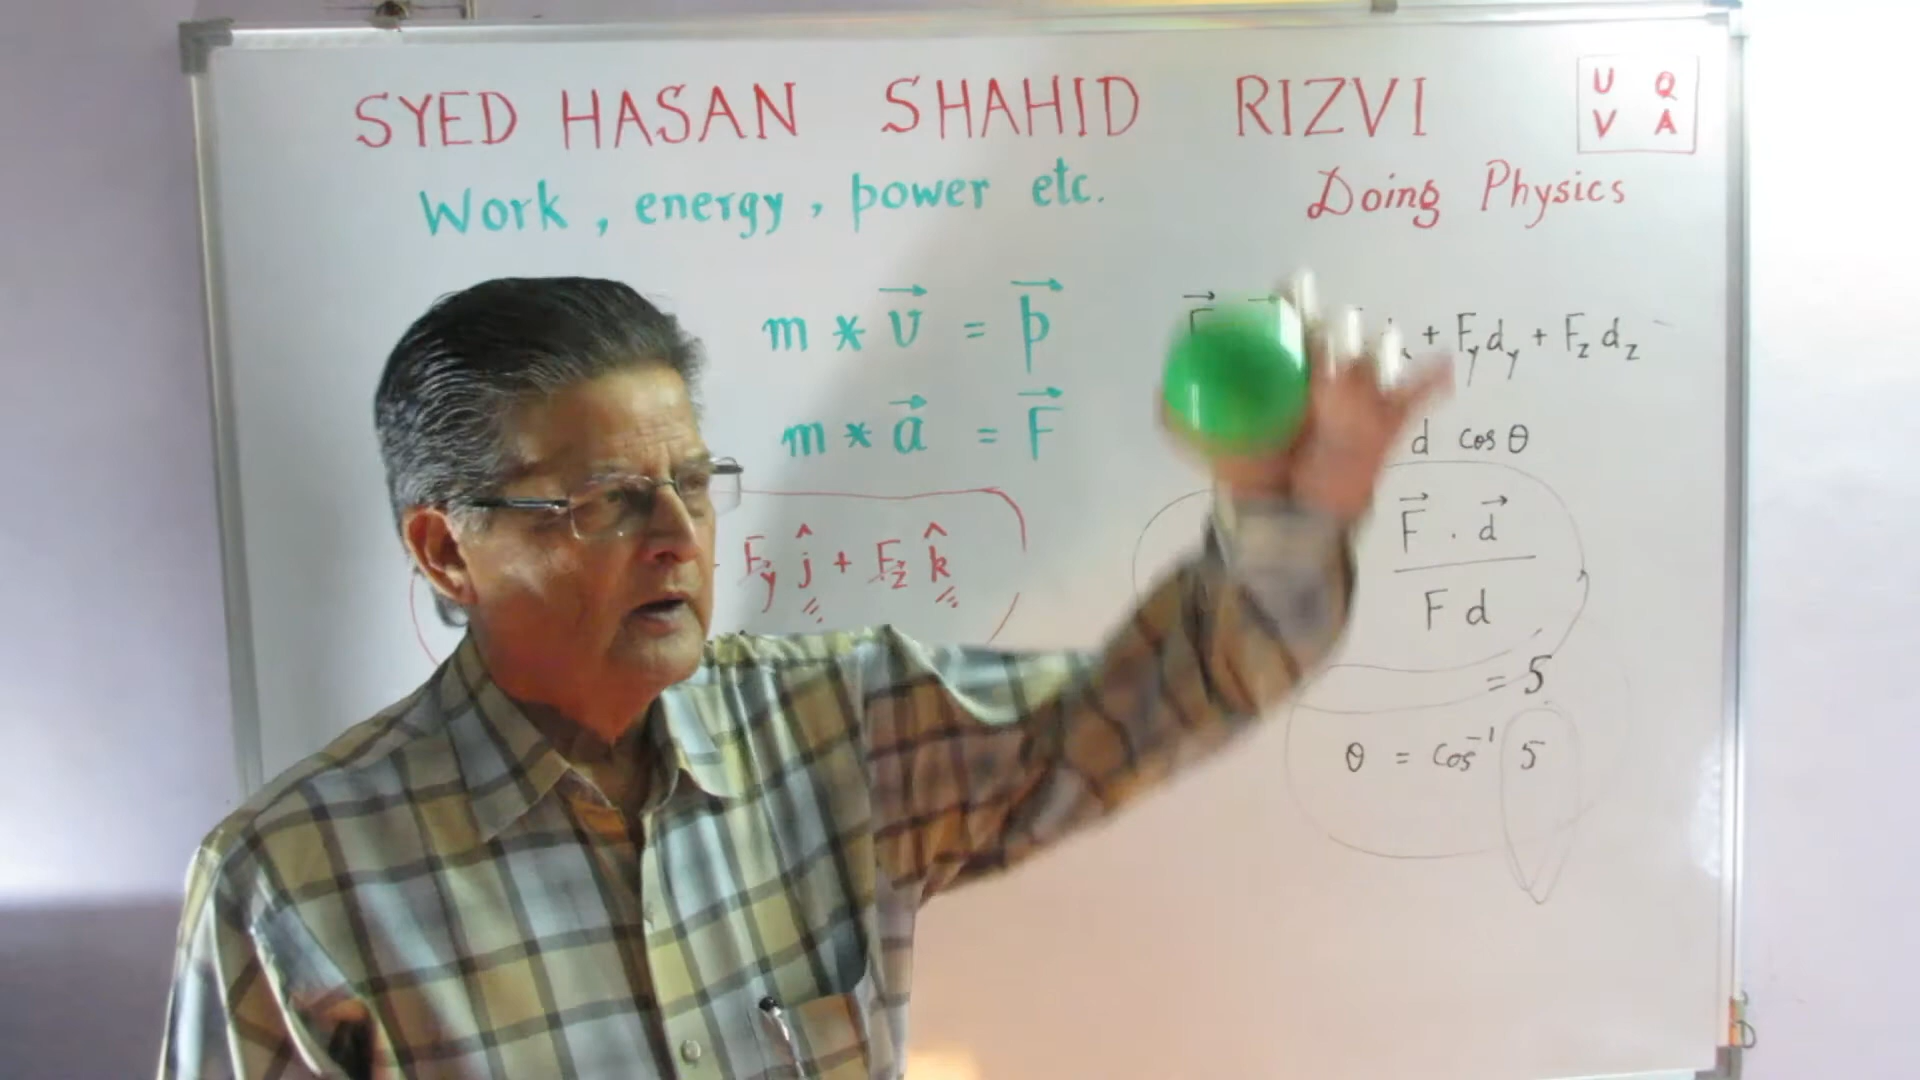 SYED HASAN SHAHID RIZVI
U Q
V A
Work, energy, power etc.
Doing Physics
m * v⃗ = p⃗
+ F_y d_y + F_z d_z
m * a⃗ = F⃗
d cos θ
F_y ĵ + F_z k̂
F⃗ . d⃗
F d
= 5
θ = cos⁻¹ 5